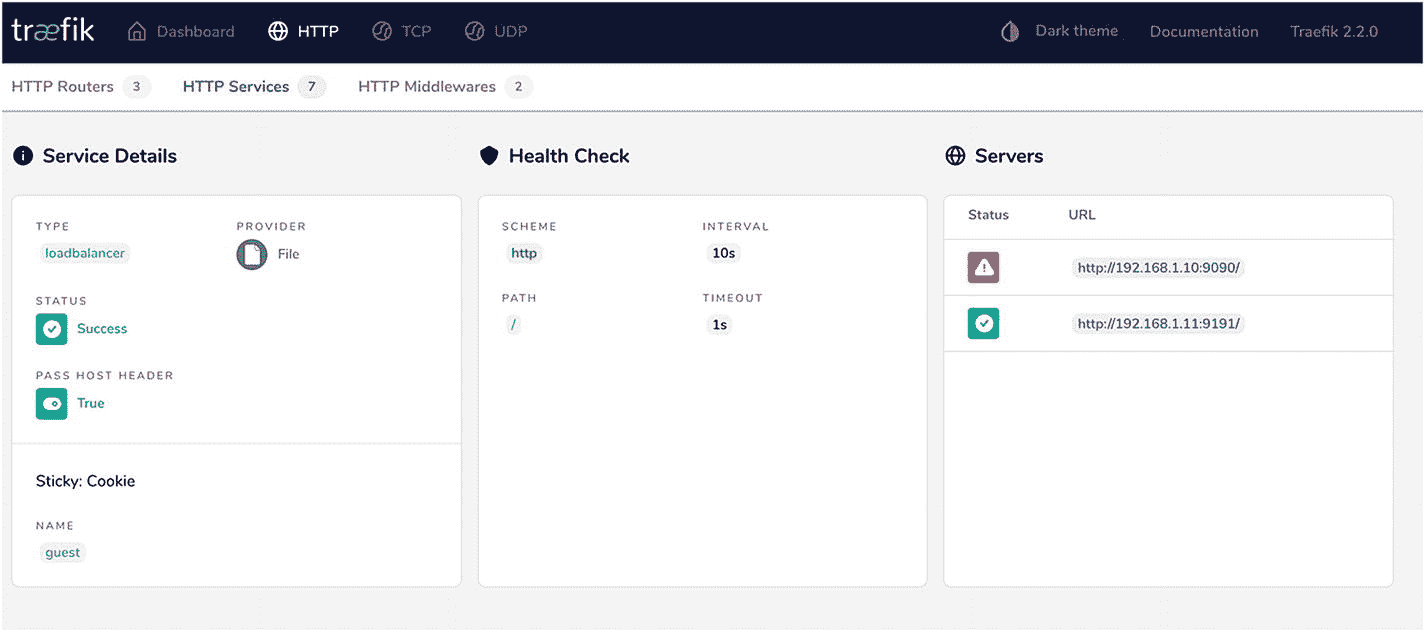 træfik Dashboard HTTP TCP UDP Dark theme Documentation Traefik 2.2.0
HTTP Routers 3 HTTP Services 7 HTTP Middlewares 2
Service Details
TYPE PROVIDER
loadbalancer File
STATUS
Success
PASS HOST HEADER
True
Sticky: Cookie
NAME
guest
Health Check
SCHEME INTERVAL
http 10s
PATH TIMEOUT
/ 1s
Servers
Status URL
http://192.168.1.10:9090/
http://192.168.1.11:9191/